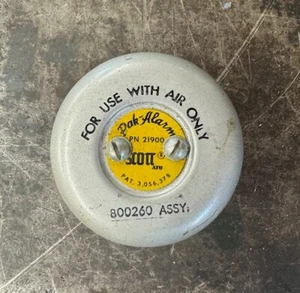 FOR USE WITH AIR ONLY
Pak-Alarm
PN 21900
SCOTT
PAT. 3,056,378
800260 ASSY.